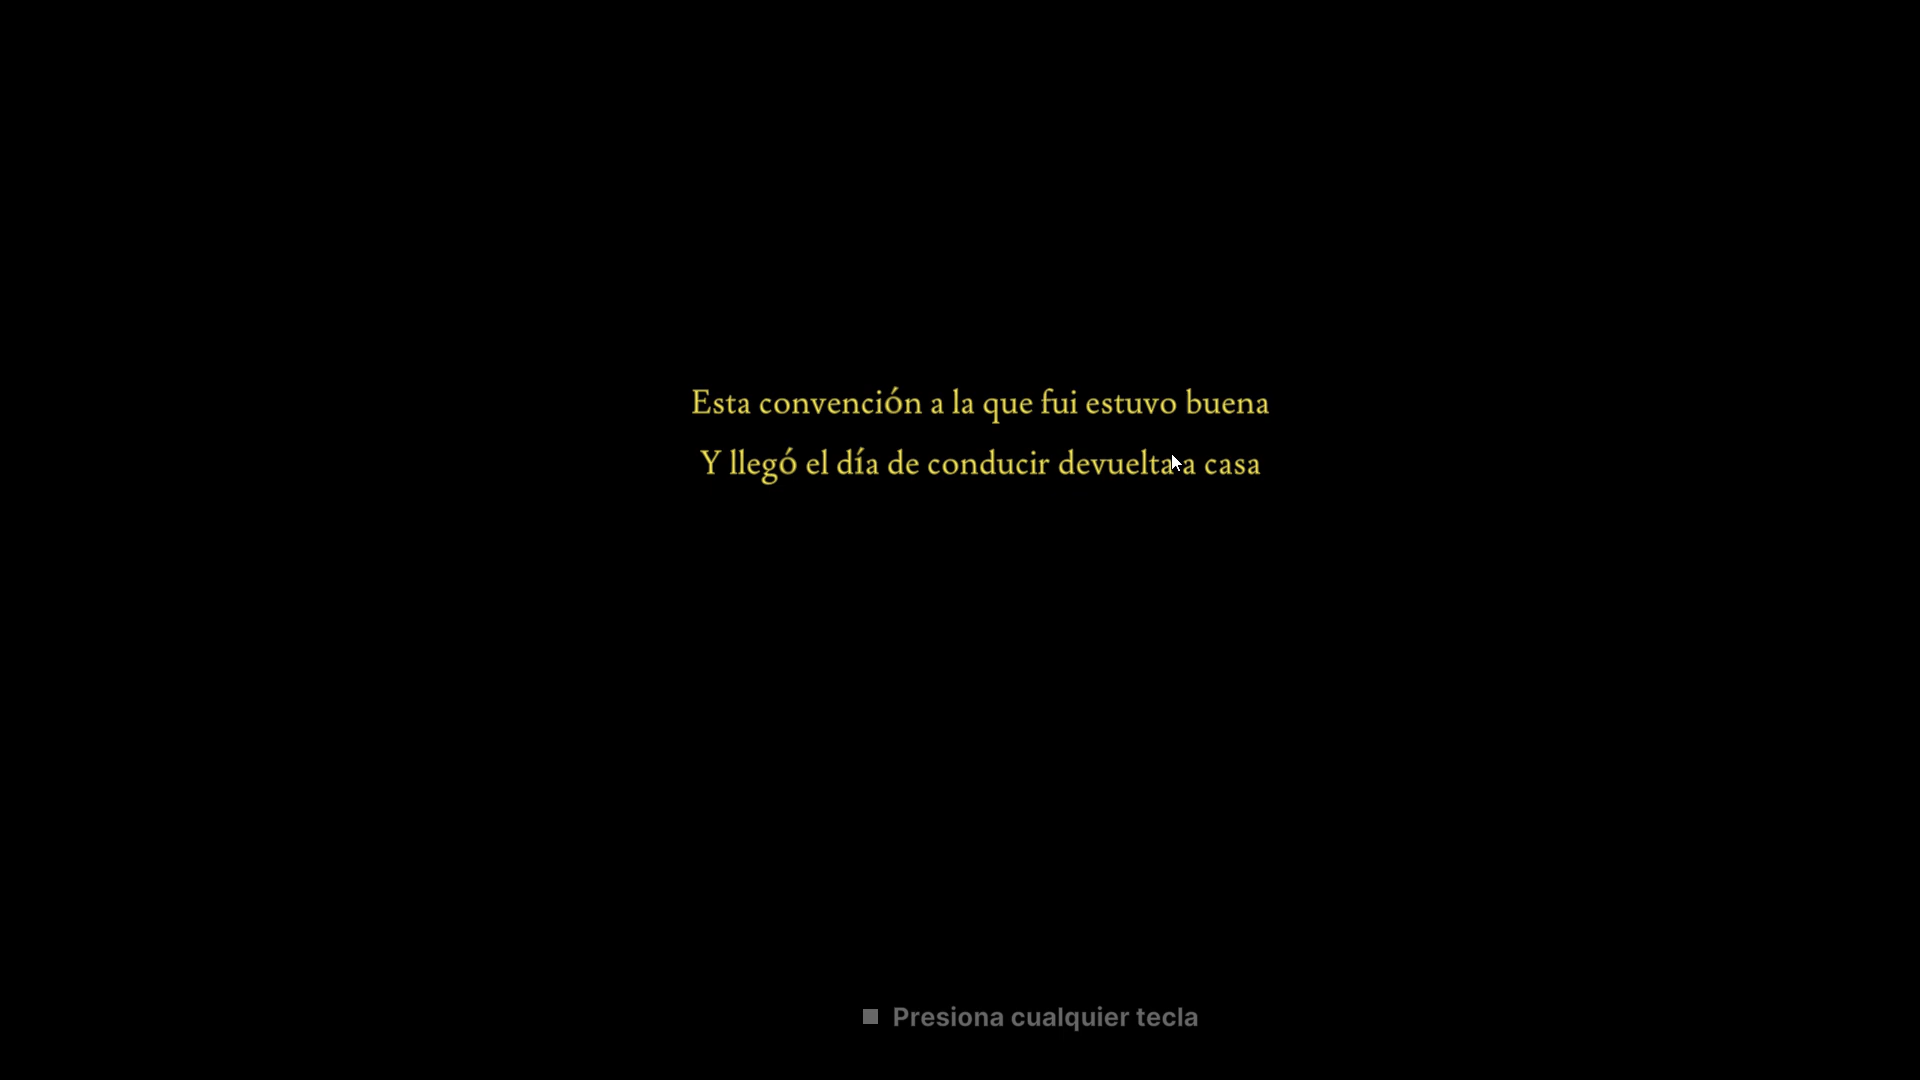 Esta convención a la que fui estuvo buena
Y llegó el día de conducir devuelta a casa
Presiona cualquier tecla